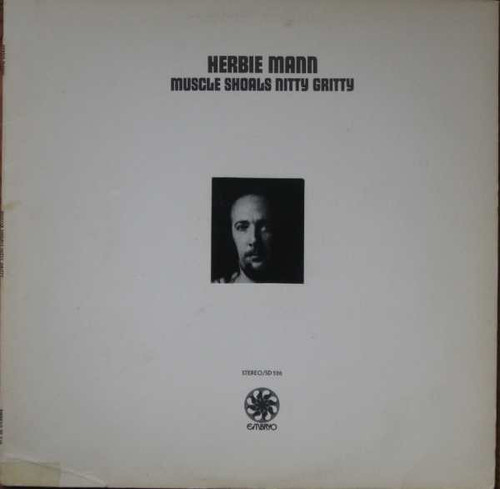 HERBIE MANN
MUSCLE SHOALS NITTY GRITTY
STEREO/SD 526
EMBRYO